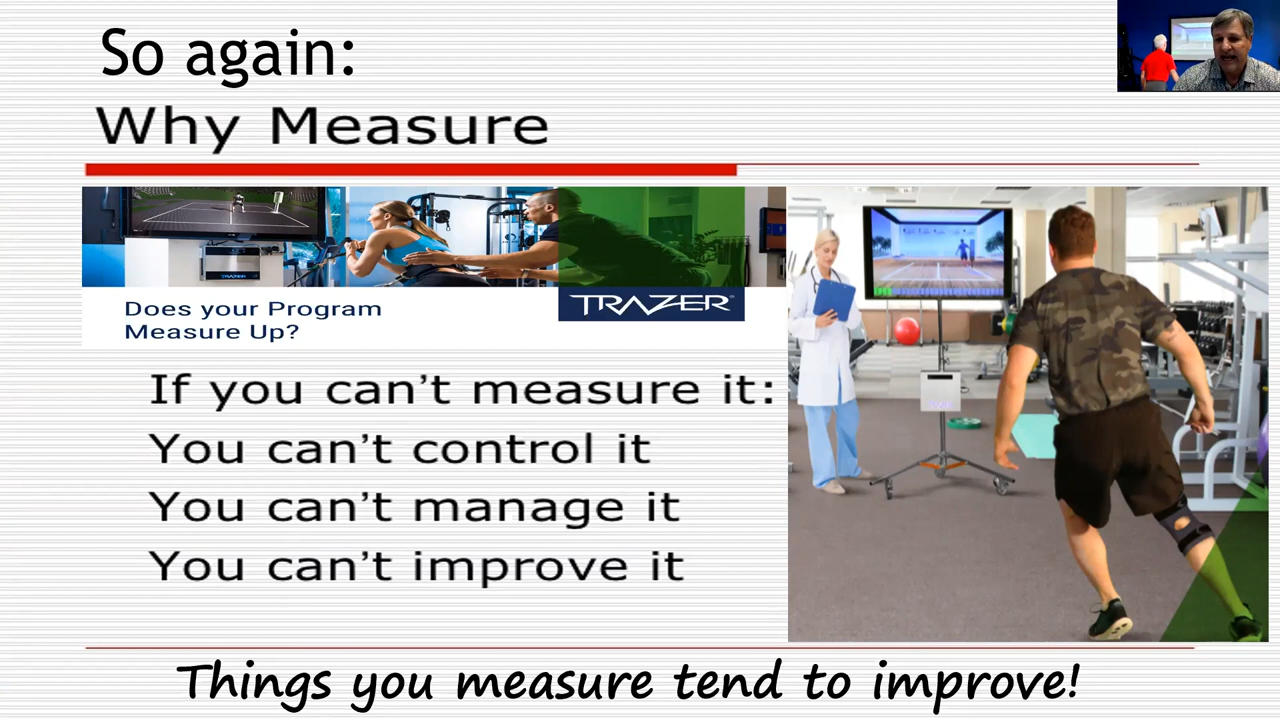 So again:
Why Measure
TRAZER
Does your Program
Measure Up?
TRAZER®
If you can't measure it:
You can't control it
You can't manage it
You can't improve it
Things you measure tend to improve!